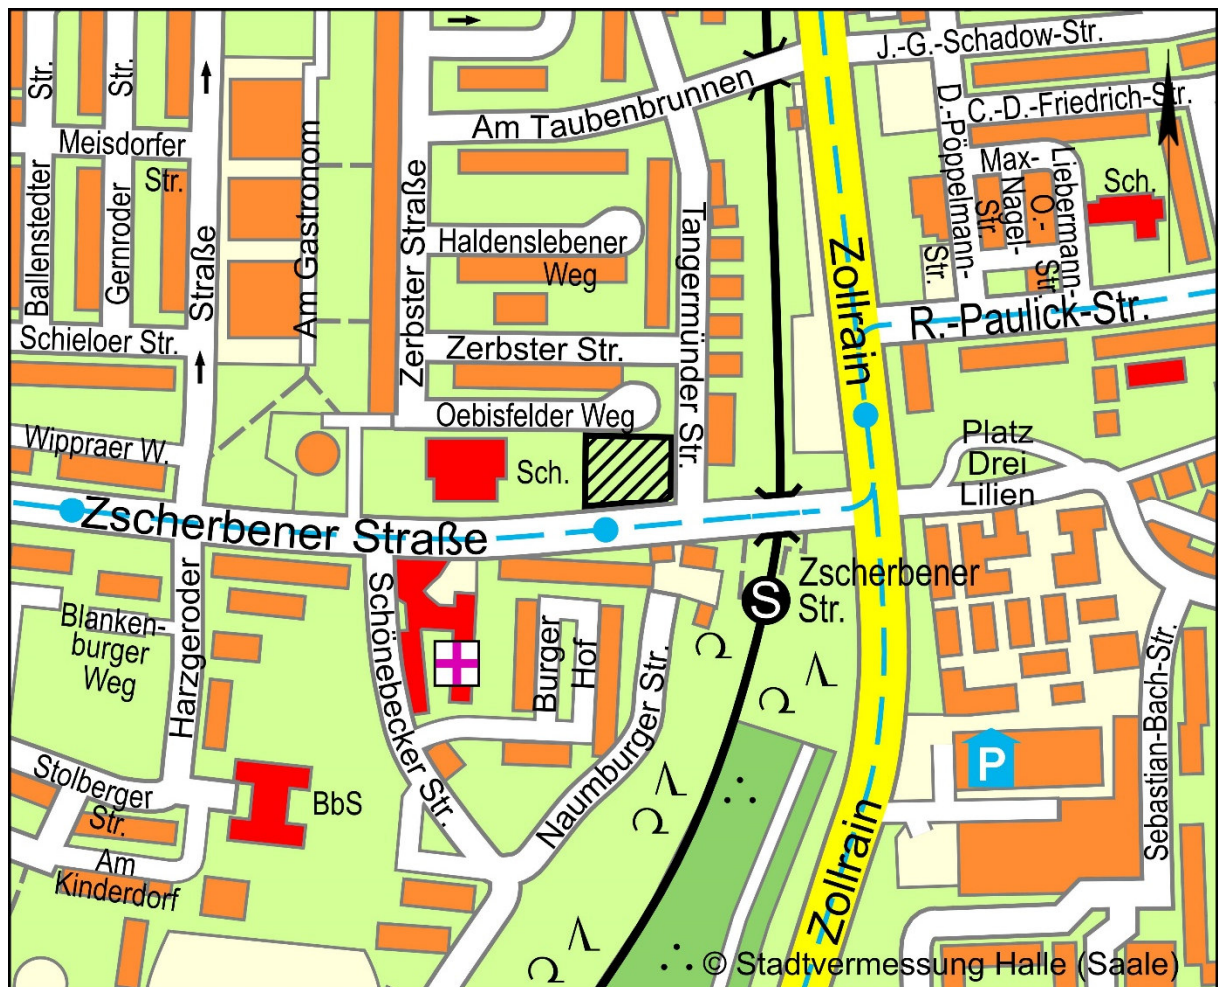 J.-G.-Schadow-Str.
Str.
Str.
Am Taubenbrunnen
C.-D.-Friedrich-Str.
Meisdorfer
Str.
Am Gastronom
D.-Pöppelmann-
Str.
Max-
Nagel-
Str.
Liebermann-
O.-
Str.
Sch.
Ballenstedter
Gernroder
Straße
Zerbster Straße
Haldenslebener
Weg
Tangermünder Str.
Zollrain
R.-Paulick-Str.
Schieloer Str.
Zerbster Str.
Oebisfelder Weg
Wippraer W.
Sch.
Platz
Drei
Lilien
Zscherbener Straße
Zscherbener
Str.
S
Harzgeroder
Schönebecker Str.
Blanken-
burger
Weg
Burger
Hof
Naumburger Str.
Sebastian-Bach-Str.
P
Stolberger
Str.
BbS
Am
Kinderdorf
Zollrain
© Stadtvermessung Halle (Saale)